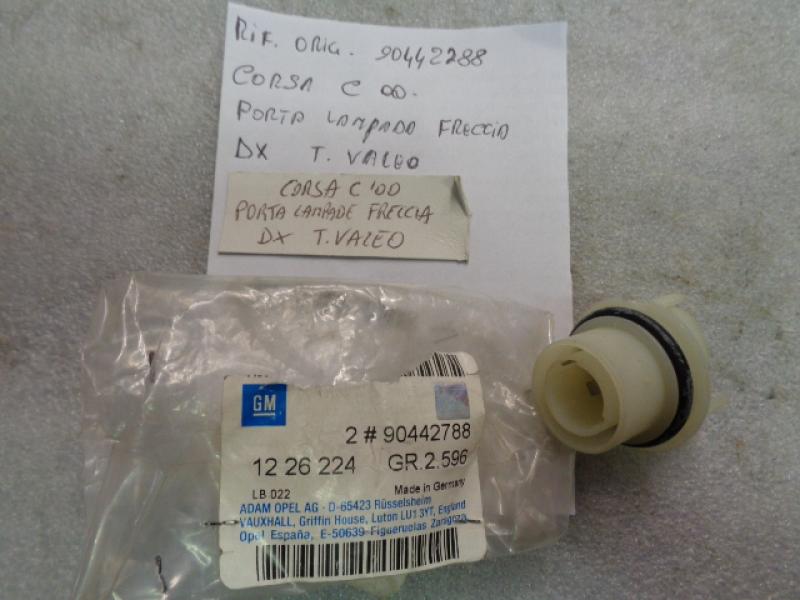 RIF. ORIG. 90442288
CORSA C 00.
PORTA LAMPADA FRECCIA
DX T. VALEO
CORSA C '00
PORTA LAMPADE FRECCIA
DX T. VALEO
GM
2 # 90442788
12 26 224 GR.2.596
LB 022 Made in Germany
ADAM OPEL AG · D-65423 Rüsselsheim
VAUXHALL, Griffin House, Luton LU1 3YT, England
Opel España, E-50639 Figueruelas Zaragoza